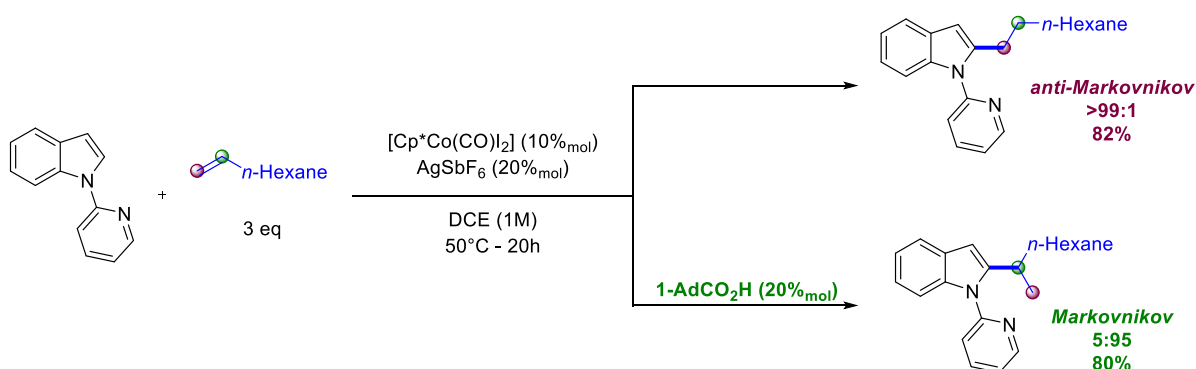 n-Hexane
N
N
anti-Markovnikov
>99:1
82%
N
N
+
n-Hexane
3 eq
[Cp*Co(CO)I2] (10%mol)
AgSbF6 (20%mol)
DCE (1M)
50°C - 20h
1-AdCO2H (20%mol)
n-Hexane
N
N
Markovnikov
5:95
80%